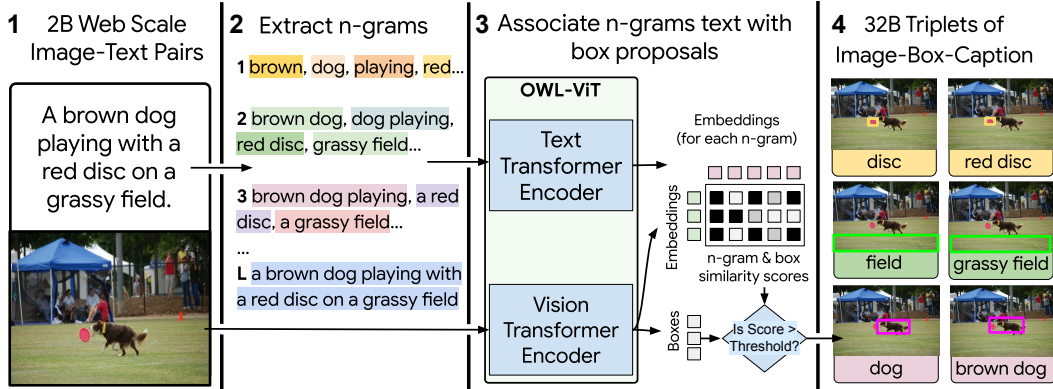 1 2B Web Scale
Image-Text Pairs
A brown dog
playing with a
red disc on a
grassy field.
2 Extract n-grams
1 brown, dog, playing, red...
2 brown dog, dog playing,
red disc, grassy field...
3 brown dog playing, a red
disc, a grassy field...
...
L a brown dog playing with
a red disc on a grassy field
3 Associate n-grams text with
box proposals
OWL-ViT
Text
Transformer
Encoder
Vision
Transformer
Encoder
Embeddings
(for each n-gram)
Embeddings
n-gram & box
similarity scores
Boxes
Is Score >
Threshold?
4 32B Triplets of
Image-Box-Caption
disc
red disc
field
grassy field
dog
brown dog